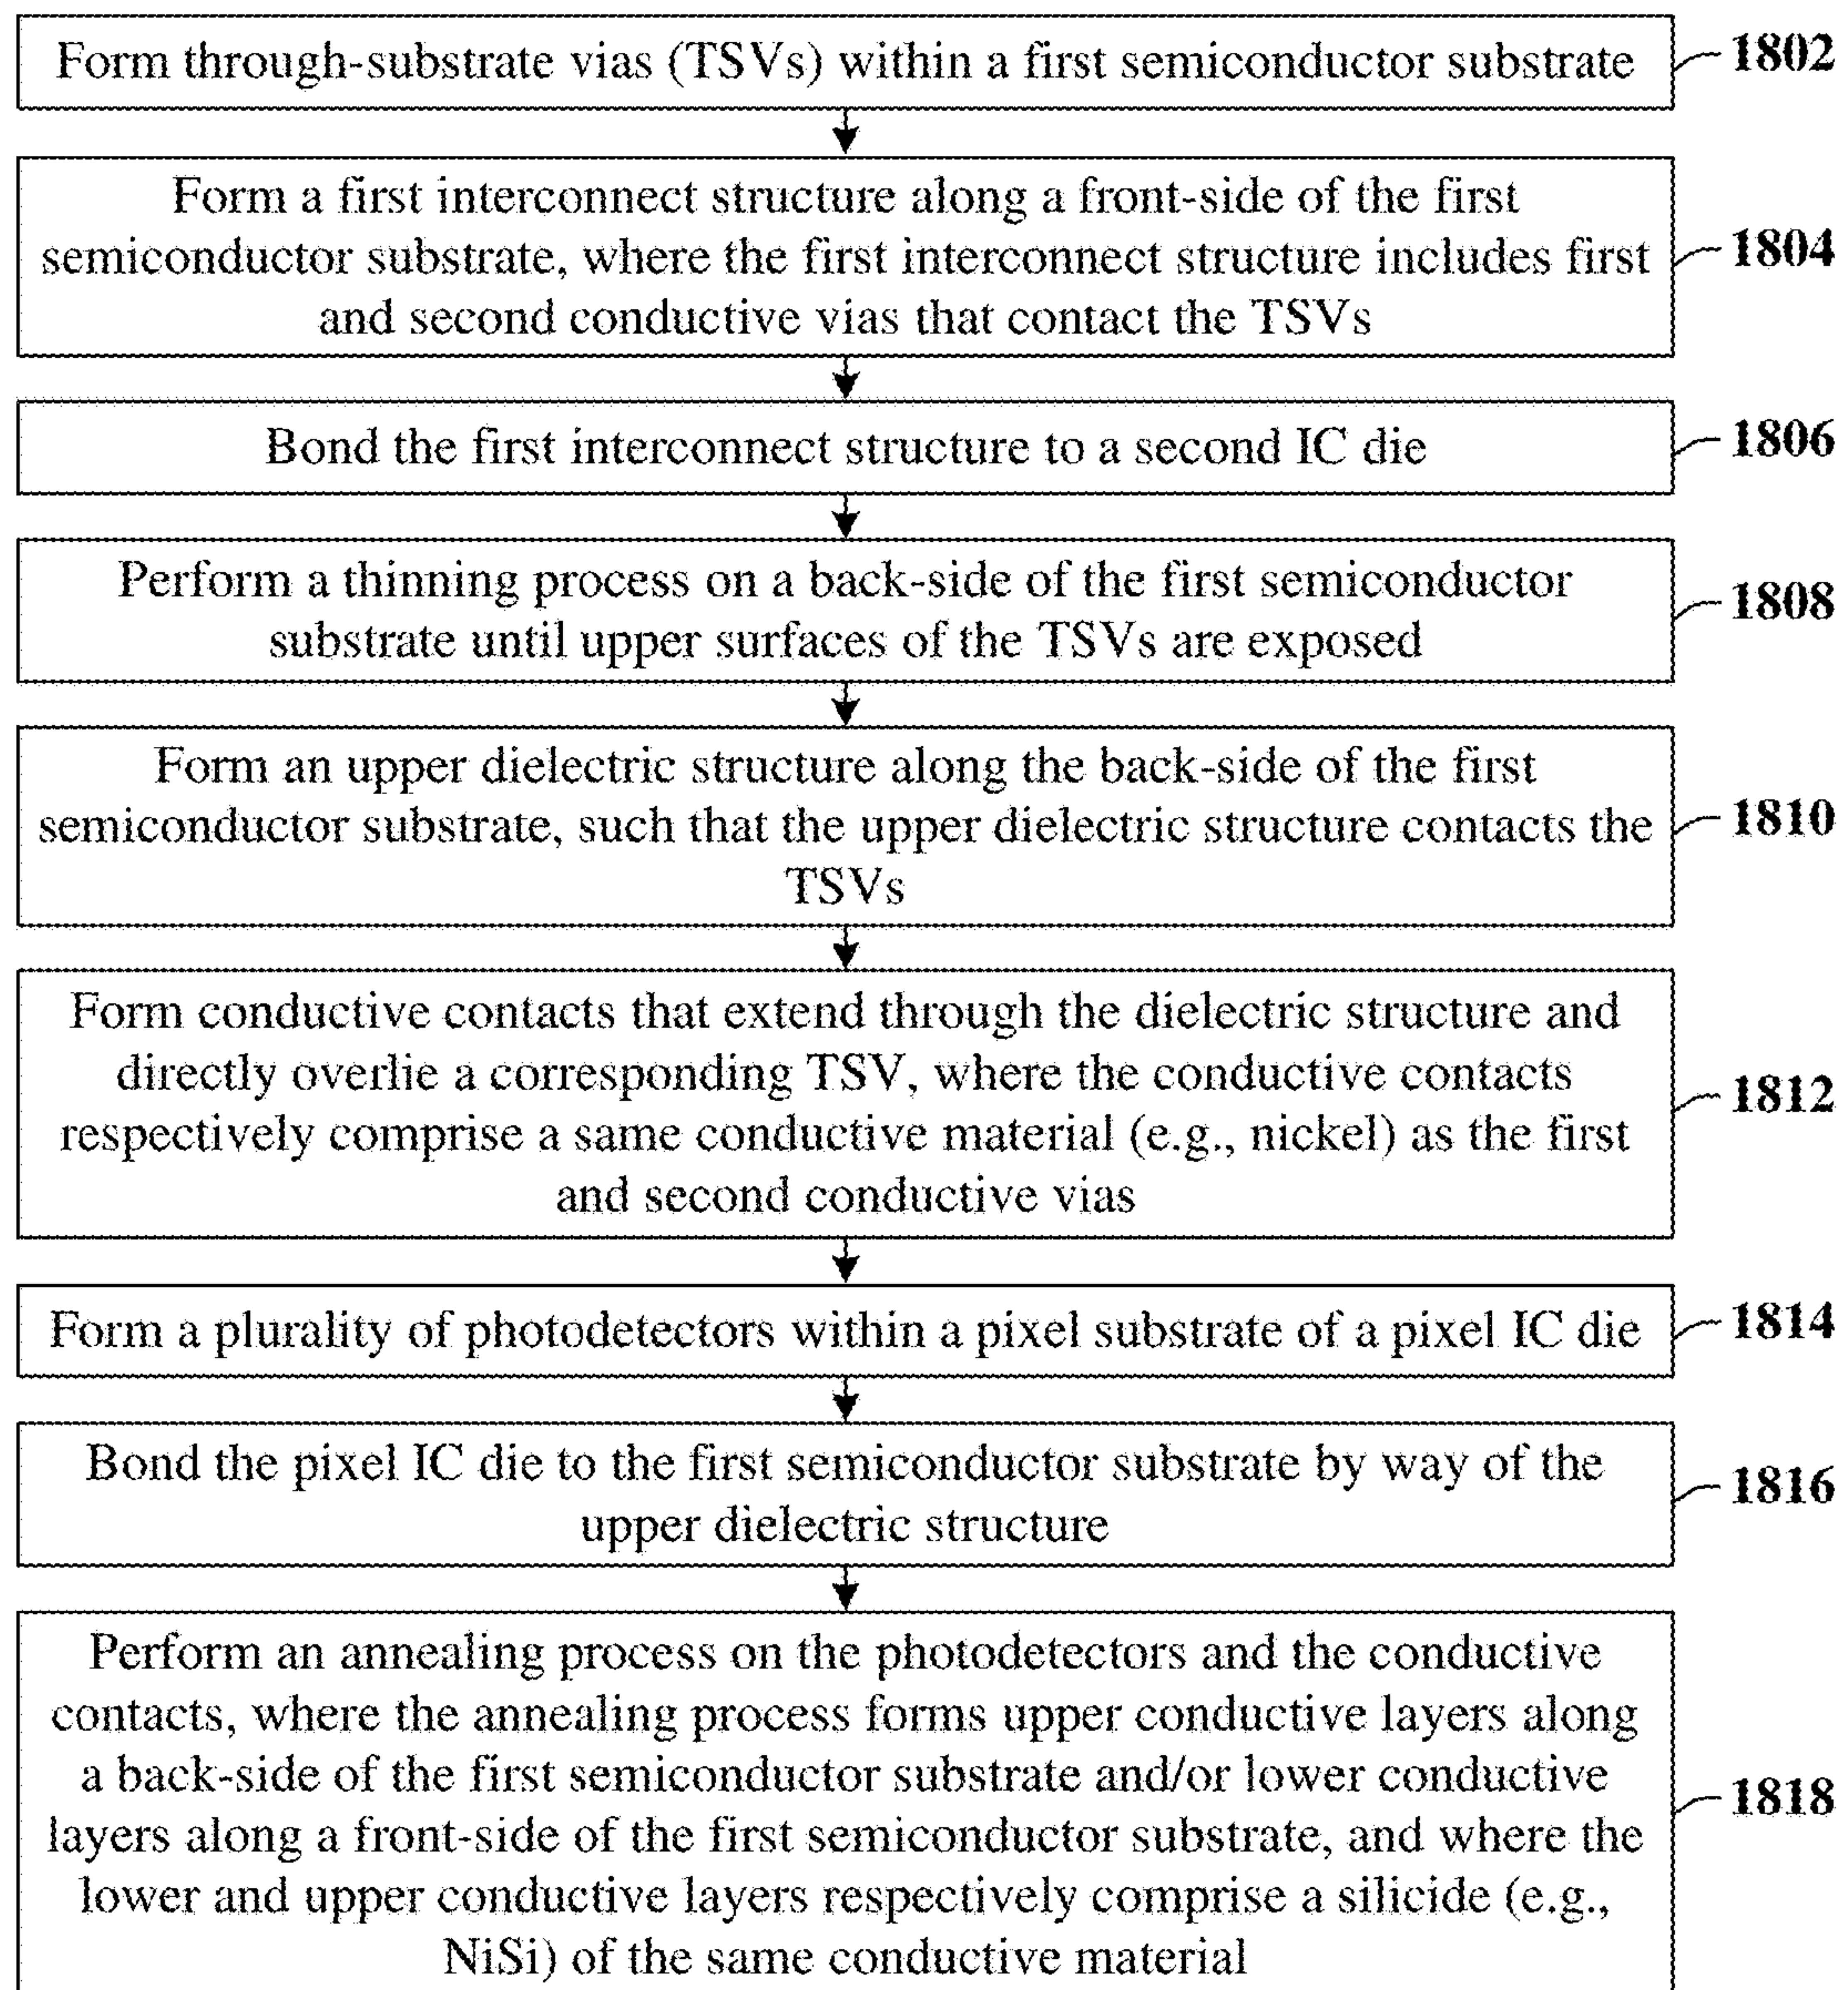 Form through-substrate vias (TSVs) within a first semiconductor substrate
1802
Form a first interconnect structure along a front-side of the first
semiconductor substrate, where the first interconnect structure includes first
and second conductive vias that contact the TSVs
1804
Bond the first interconnect structure to a second IC die
1806
Perform a thinning process on a back-side of the first semiconductor
substrate until upper surfaces of the TSVs are exposed
1808
Form an upper dielectric structure along the back-side of the first
semiconductor substrate, such that the upper dielectric structure contacts the
TSVs
1810
Form conductive contacts that extend through the dielectric structure and
directly overlie a corresponding TSV, where the conductive contacts
respectively comprise a same conductive material (e.g., nickel) as the first
and second conductive vias
1812
Form a plurality of photodetectors within a pixel substrate of a pixel IC die
1814
Bond the pixel IC die to the first semiconductor substrate by way of the
upper dielectric structure
1816
Perform an annealing process on the photodetectors and the conductive
contacts, where the annealing process forms upper conductive layers along
a back-side of the first semiconductor substrate and/or lower conductive
layers along a front-side of the first semiconductor substrate, and where the
lower and upper conductive layers respectively comprise a silicide (e.g.,
NiSi) of the same conductive material
1818